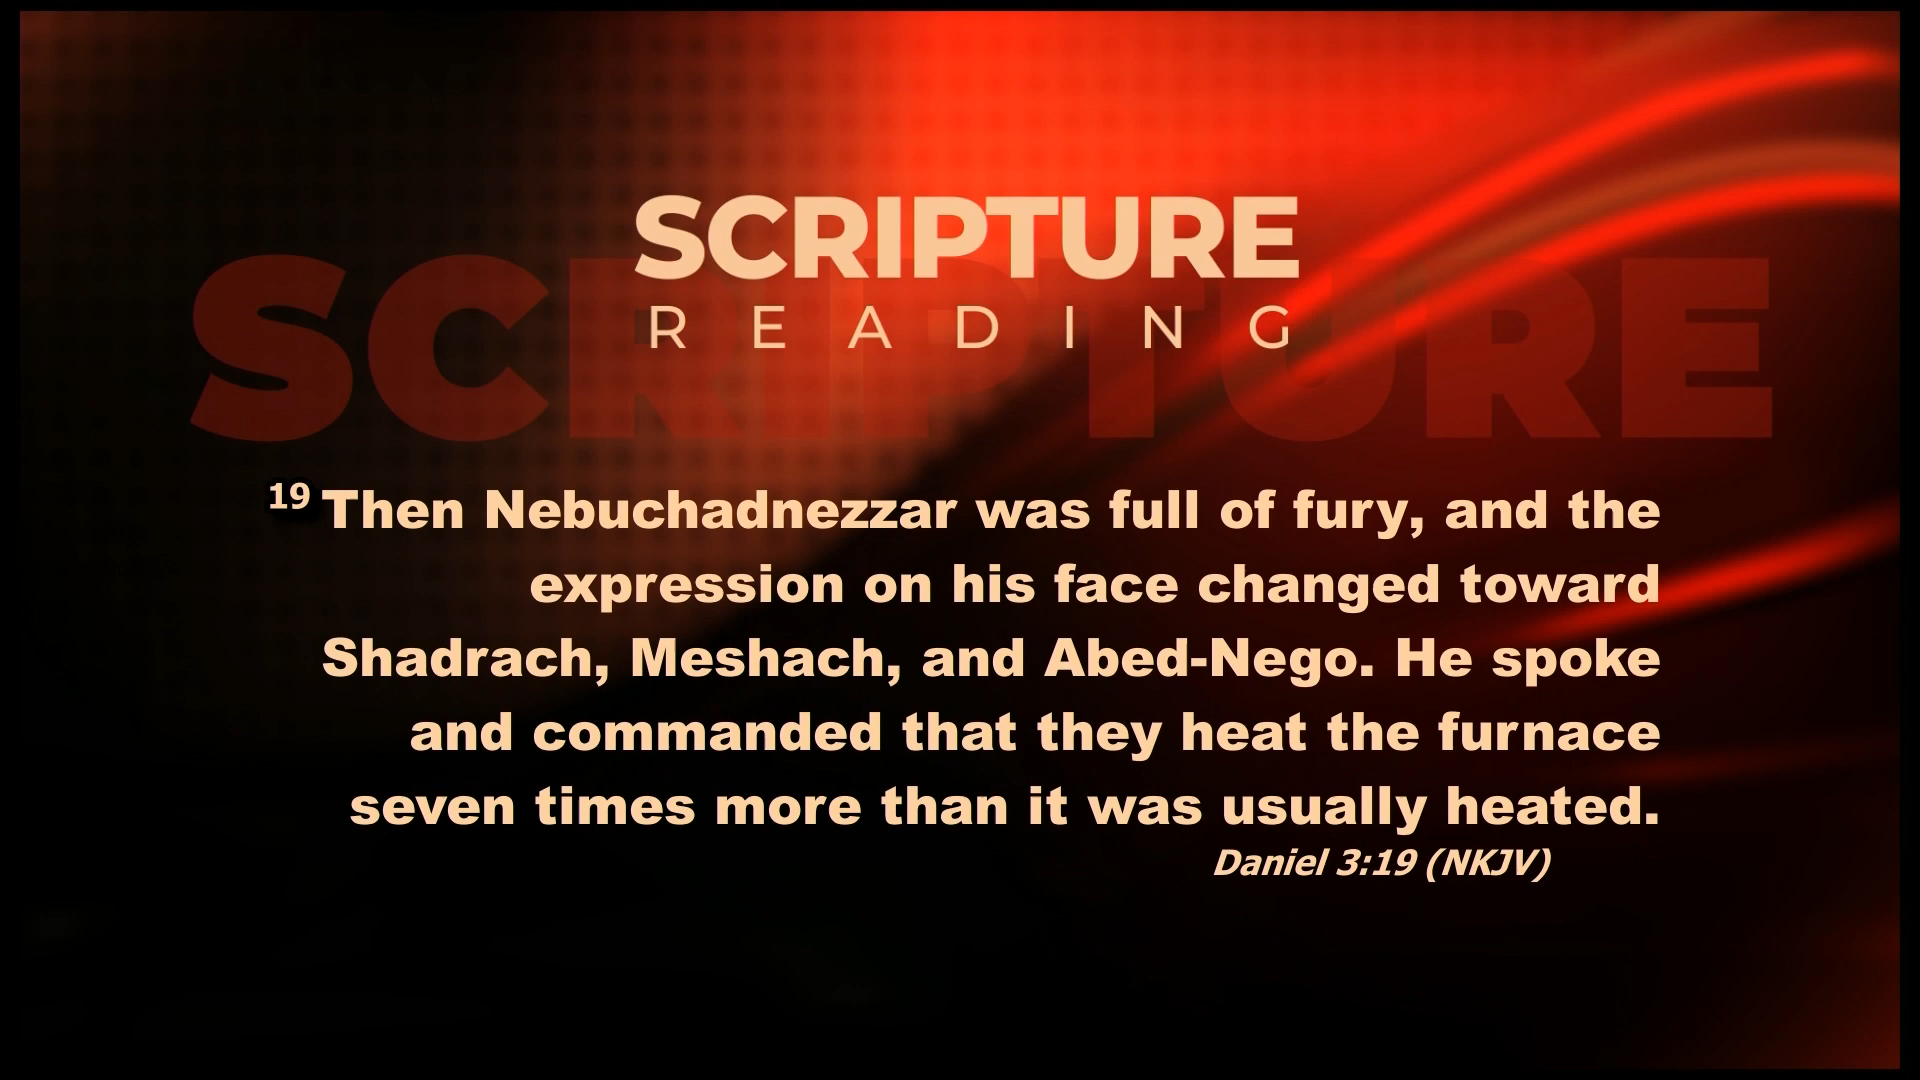 SCRIPTURE
SCRIPTURE
READING
19 Then Nebuchadnezzar was full of fury, and the
expression on his face changed toward
Shadrach, Meshach, and Abed-Nego. He spoke
and commanded that they heat the furnace
seven times more than it was usually heated.
Daniel 3:19 (NKJV)